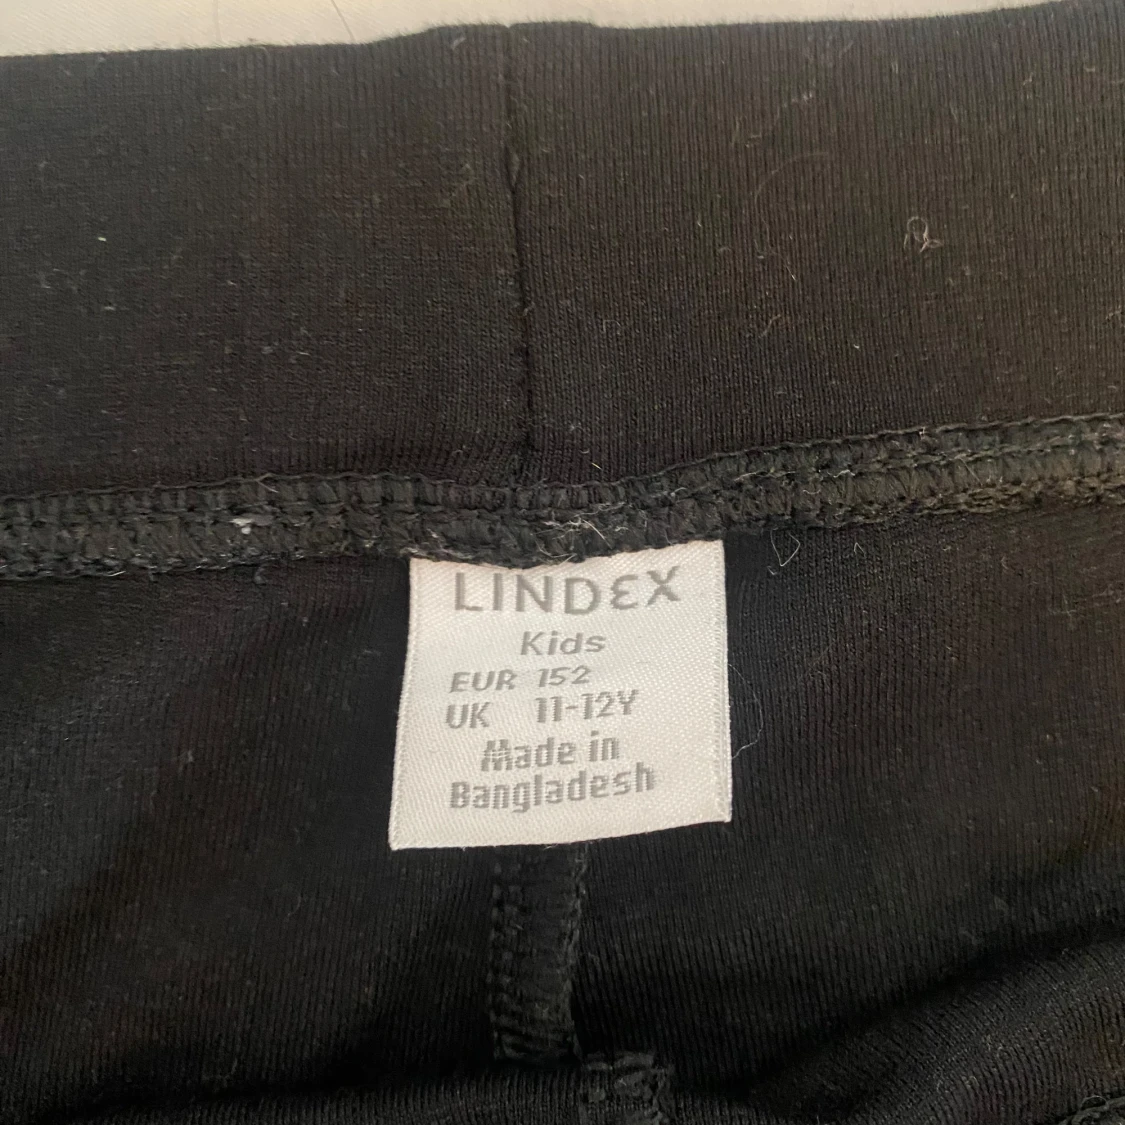 LINDEX
Kids
EUR 152
UK 11-12Y
Made in
Bangladesh